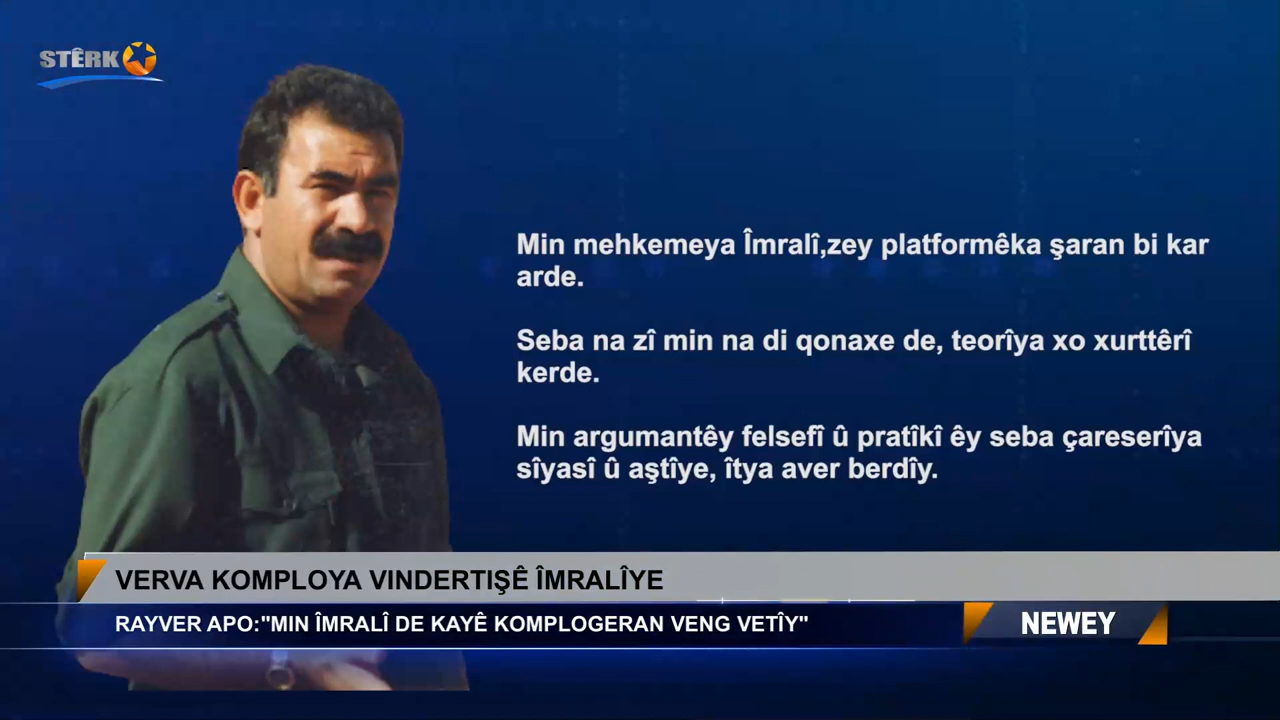 STÊRK
Min mehkemeya Îmralî,zey platformêka şaran bi kar
arde.
Seba na zî min na di qonaxe de, teorîya xo xurttêrî
kerde.
Min argumantêy felsefî û pratîkî êy seba çareserîya
sîyasî û aştîye, îtya aver berdîy.
VERVA KOMPLOYA VINDERTIŞÊ ÎMRALÎYE
RAYVER APO:"MIN ÎMRALÎ DE KAYÊ KOMPLOGERAN VENG VETÎY"
NEWEY